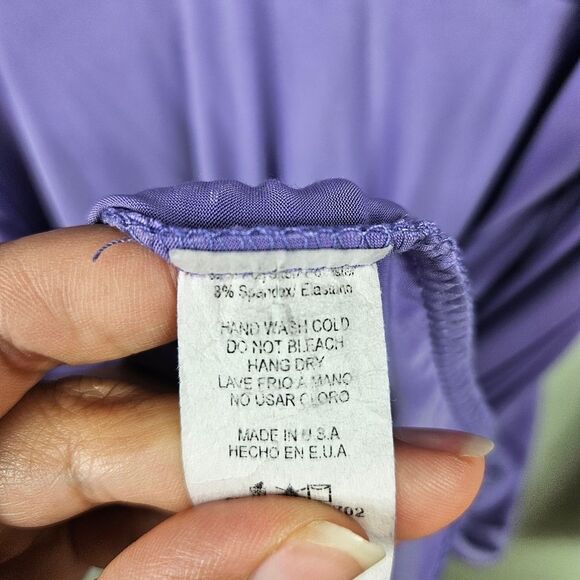 8% Spandex/ Elastano
HAND WASH COLD
DO NOT BLEACH
HANG DRY
LAVE FRIO A MANO
NO USAR CLORO
MADE IN U.S.A
HECHO EN E.U.A